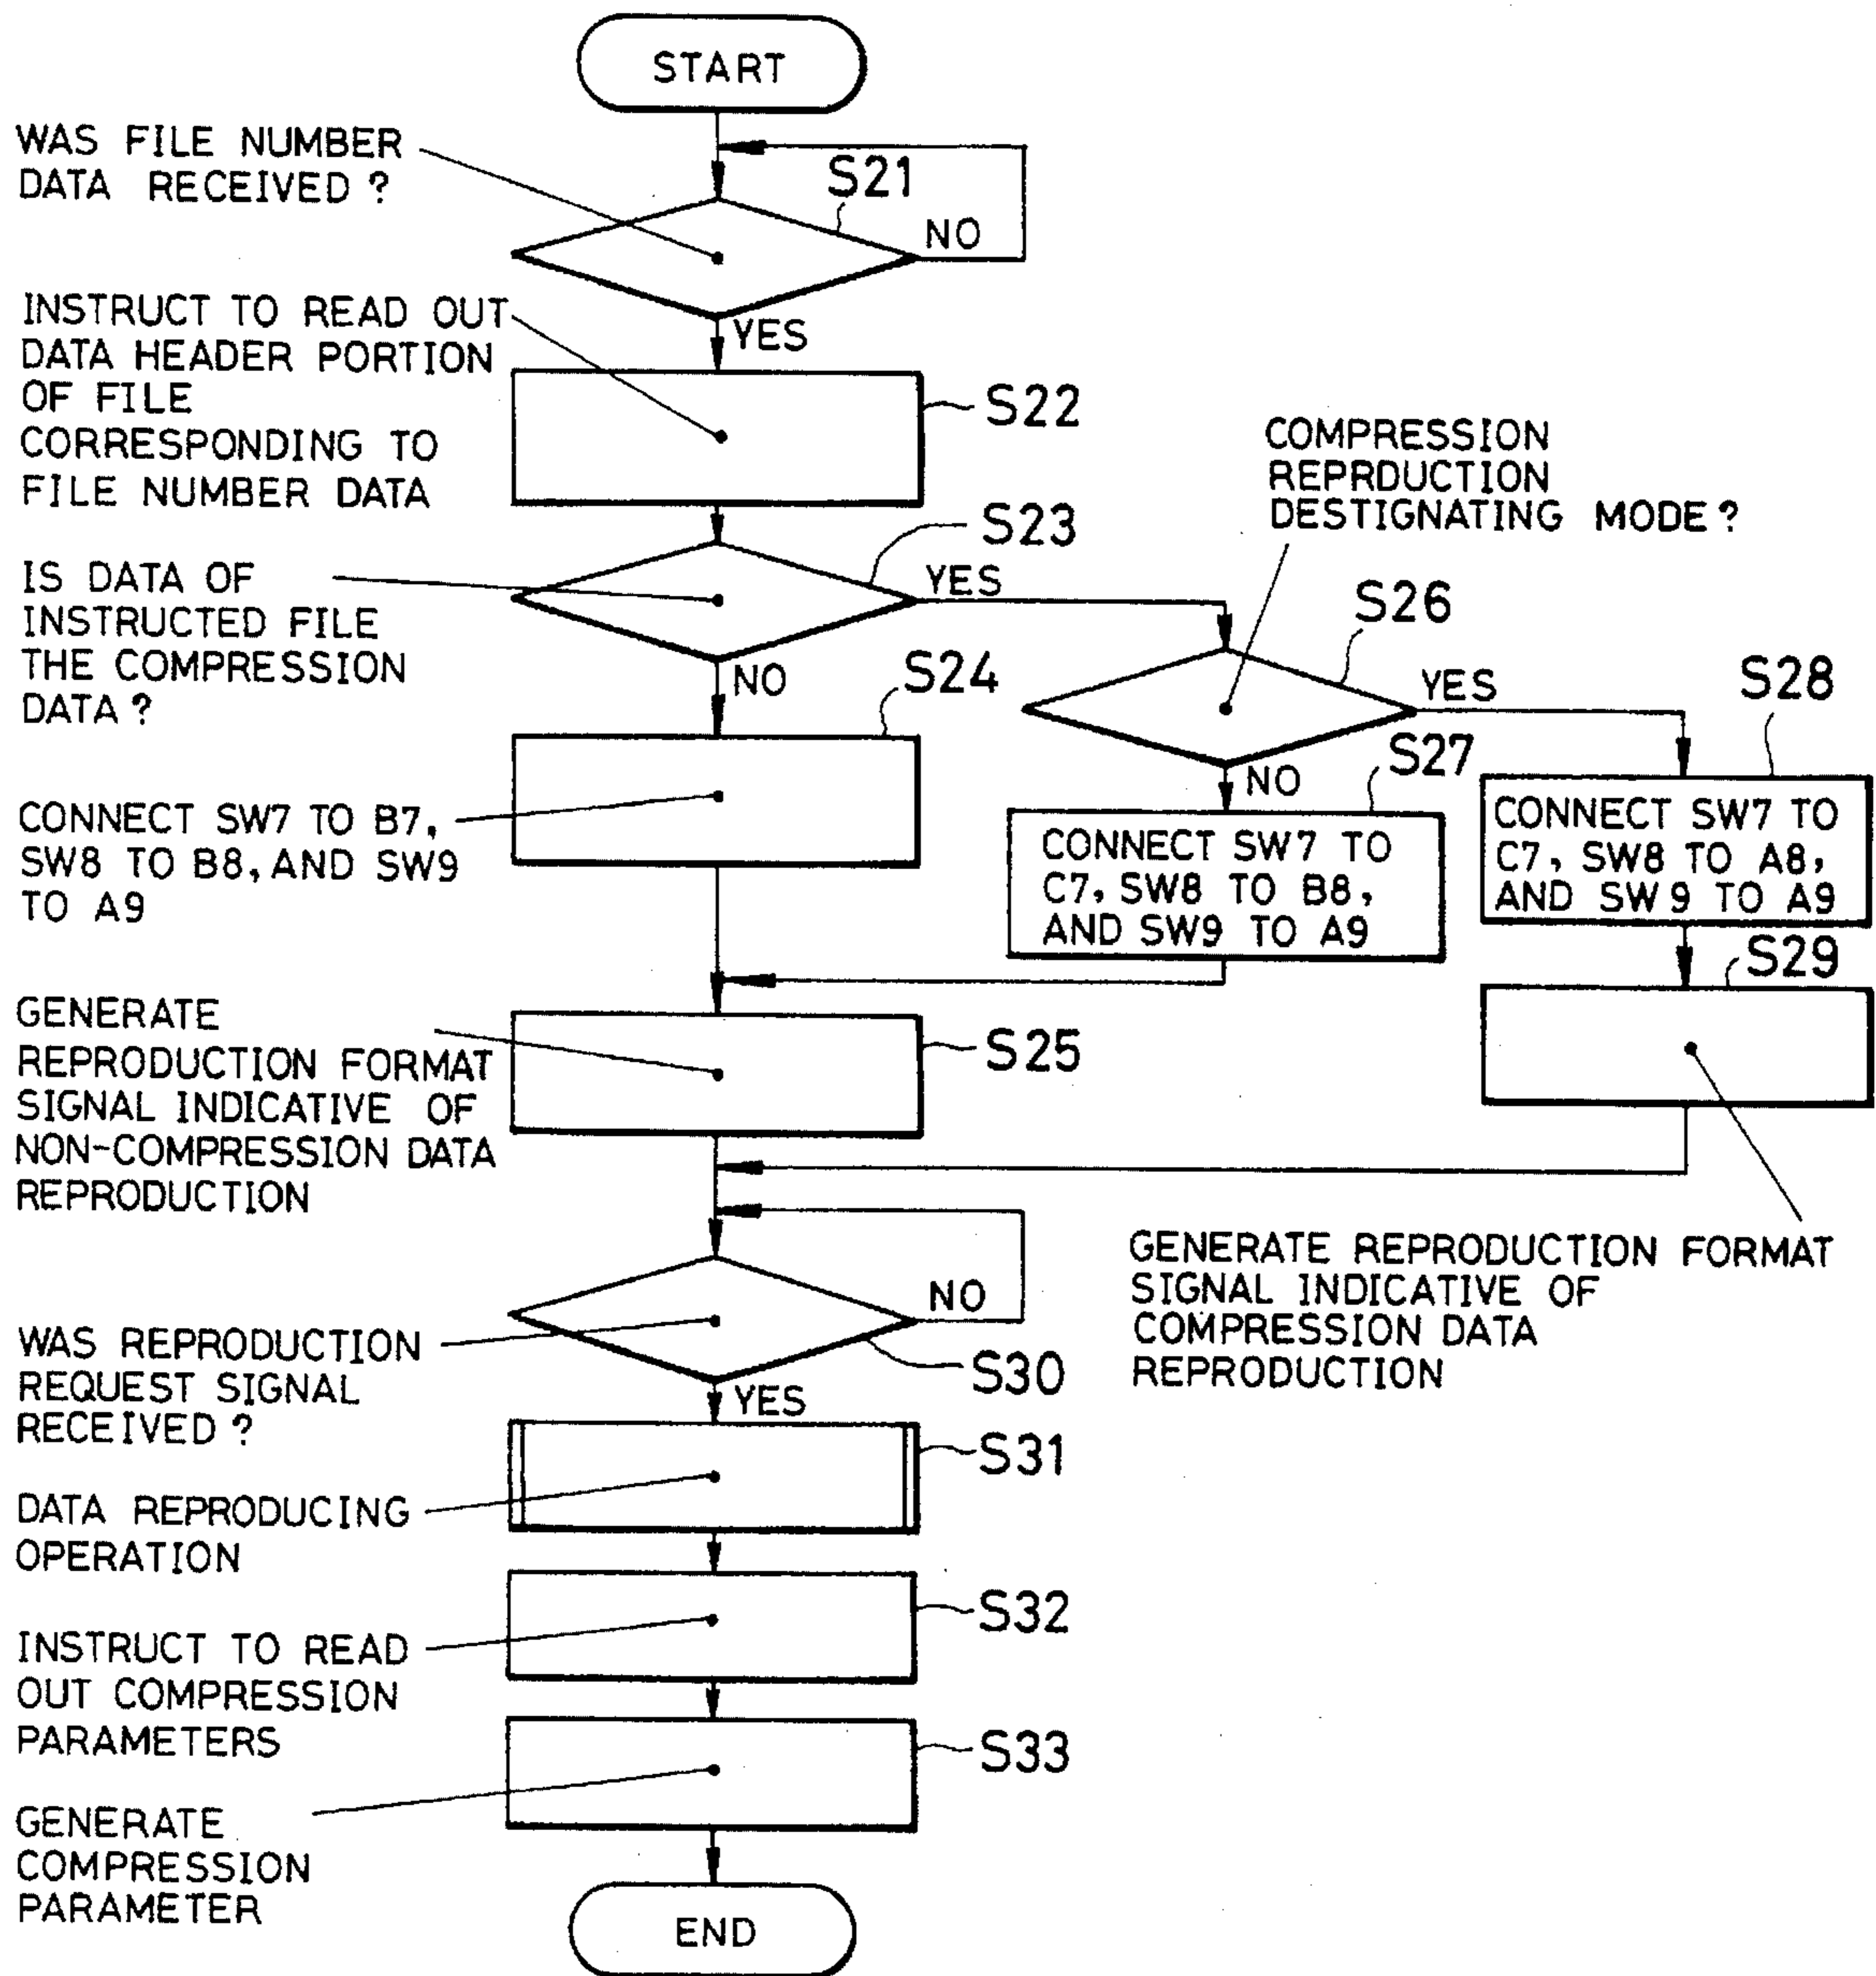 START
WAS FILE NUMBER
DATA RECEIVED ?
S21
NO
YES
INSTRUCT TO READ OUT
DATA HEADER PORTION
OF FILE
CORRESPONDING TO
FILE NUMBER DATA
S22
COMPRESSION
REPRDUCTION
DESTIGNATING MODE ?
S23
YES
IS DATA OF
INSTRUCTED FILE
THE COMPRESSION
DATA ?
NO
S26
YES
NO
S24
CONNECT SW7 TO B7,
SW8 TO B8, AND SW9
TO A9
S27
CONNECT SW7 TO
C7, SW8 TO B8,
AND SW9 TO A9
S28
CONNECT SW7 TO
C7, SW8 TO A8,
AND SW9 TO A9
S29
GENERATE
REPRODUCTION FORMAT
SIGNAL INDICATIVE OF
NON-COMPRESSION DATA
REPRODUCTION
S25
GENERATE REPRODUCTION FORMAT
SIGNAL INDICATIVE OF
COMPRESSION DATA
REPRODUCTION
NO
WAS REPRODUCTION
REQUEST SIGNAL
RECEIVED ?
S30
YES
S31
DATA REPRODUCING
OPERATION
S32
INSTRUCT TO READ
OUT COMPRESSION
PARAMETERS
S33
GENERATE
COMPRESSION
PARAMETER
END